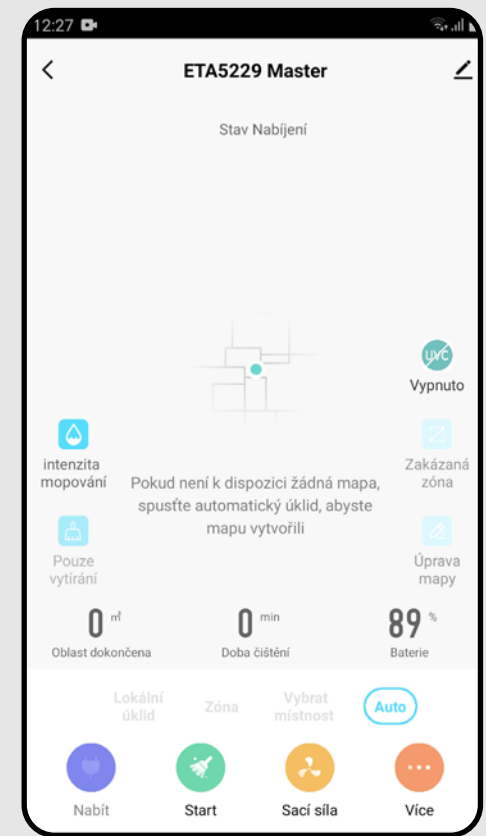 12:27
ETA5229 Master
Stav Nabíjení
UVC
Vypnuto
intenzita
mopování
Zakázaná
zóna
Pokud není k dispozici žádná mapa,
spusťte automatický úklid, abyste
mapu vytvořili
Pouze
vytírání
Úprava
mapy
0 ㎡
0 min
89 %
Oblast dokončena
Doba čištění
Baterie
Lokální
úklid
Zóna
Vybrat
místnost
Auto
Nabít
Start
Sací síla
Více